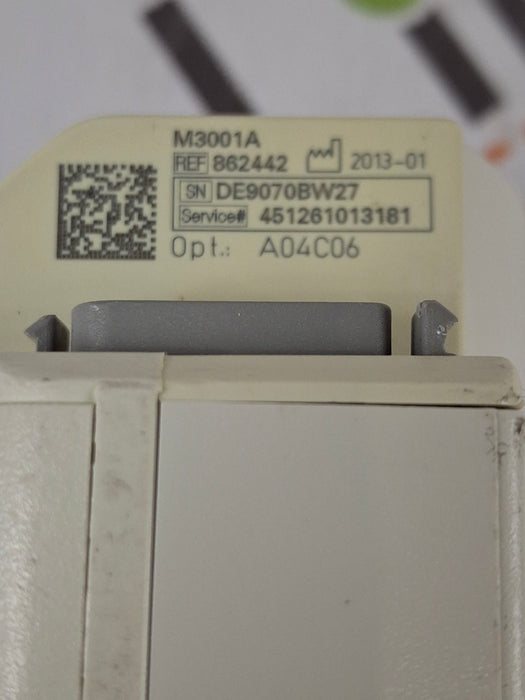 M3001A
REF 862442 2013-01
SN DE9070BW27
Service# 451261013181
Opt.: A04C06